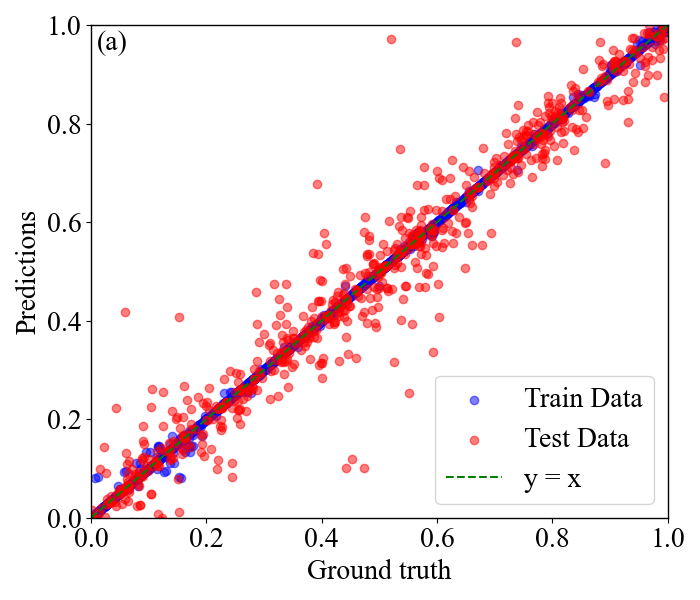 (a)
1.0
0.8
0.6
0.4
0.2
0.0
Predictions
0.0 0.2 0.4 0.6 0.8 1.0
Ground truth
Train Data
Test Data
y = x